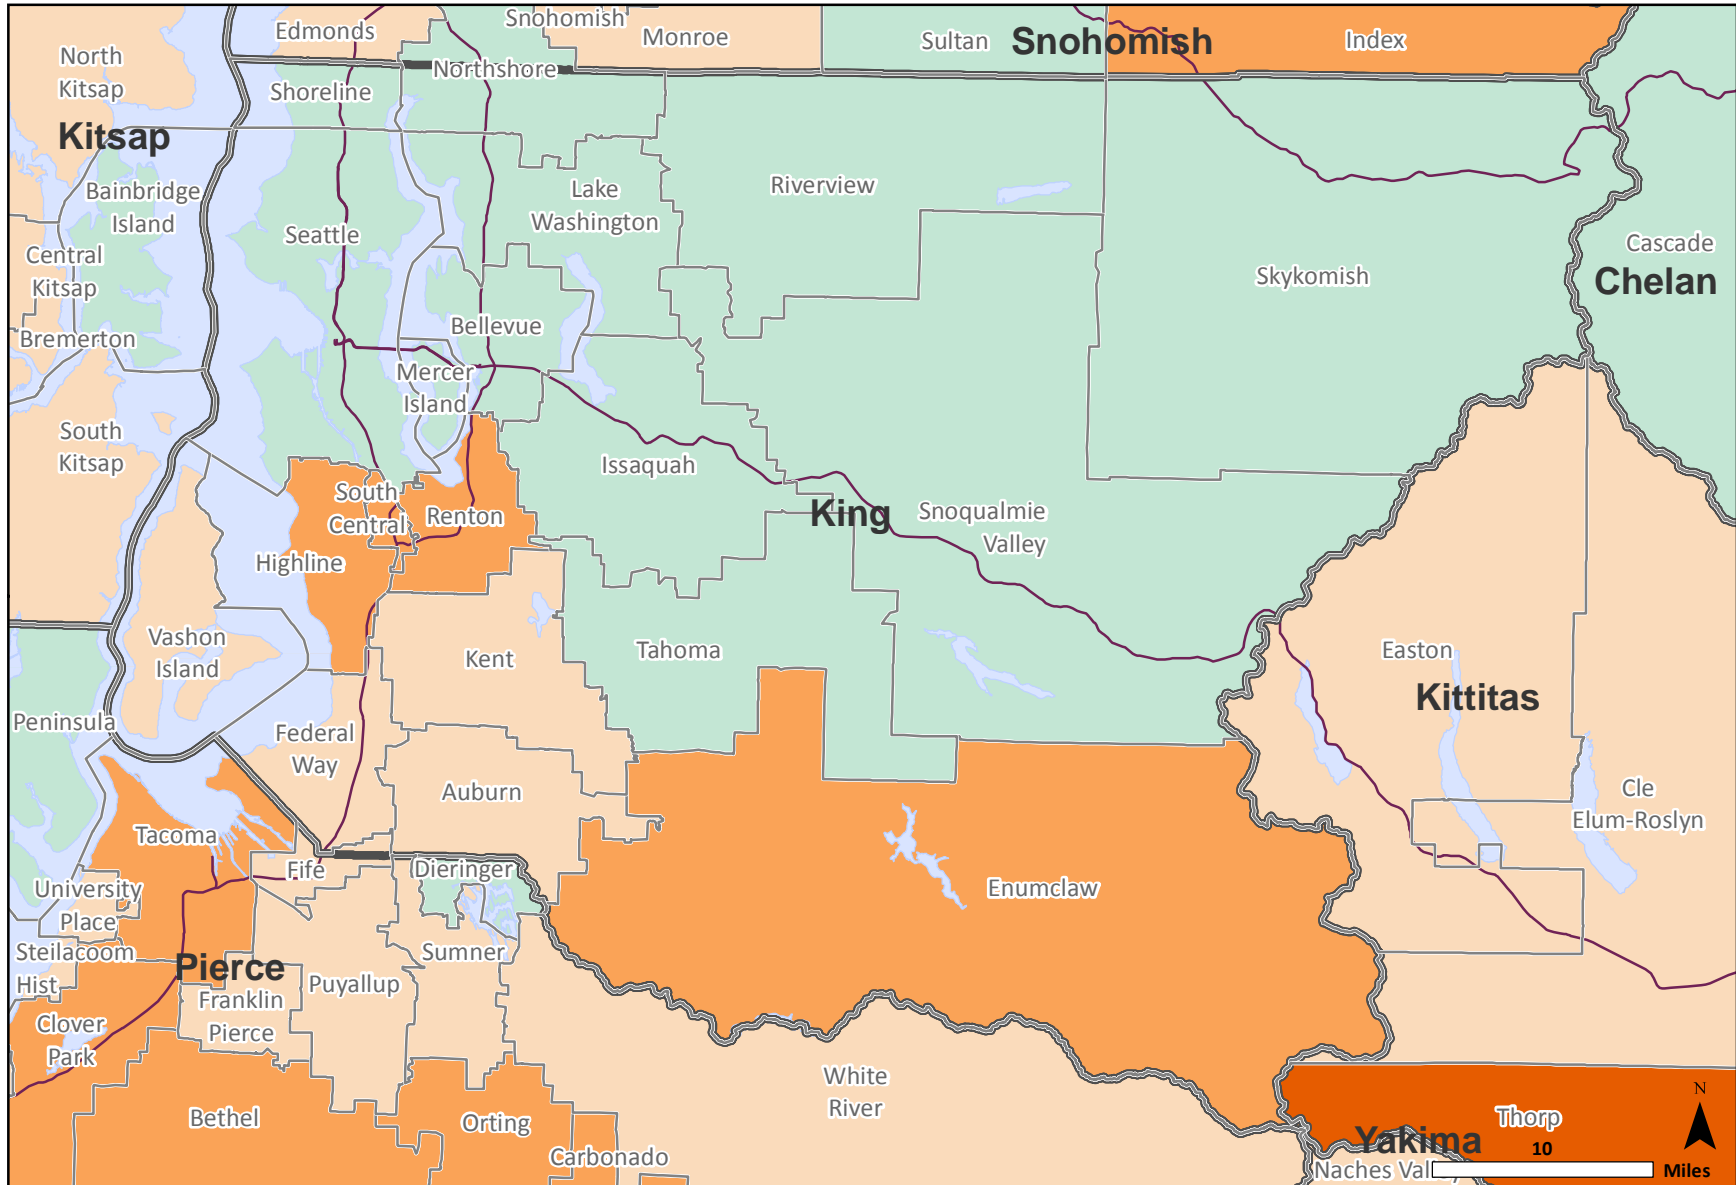 Snohomish
Edmonds
Monroe
Sultan
Snohomish
Index
North
Kitsap
Northshore
Shoreline
Kitsap
Bainbridge
Island
Lake
Washington
Riverview
Seattle
Cascade
Chelan
Central
Kitsap
Skykomish
Bremerton
Bellevue
Mercer
Island
South
Kitsap
Issaquah
South
Central
Renton
King
Snoqualmie
Valley
Highline
Vashon
Island
Kent
Tahoma
Easton
Kittitas
Peninsula
Federal
Way
Auburn
Cle
Elum-Roslyn
Tacoma
Fife
Dieringer
University
Place
Enumclaw
Steilacoom
Hist
Sumner
Pierce
Puyallup
Franklin
Pierce
Clover
Park
White
River
N
Bethel
Orting
Thorp
Yakima
10
Carbonado
Naches Valley
Miles